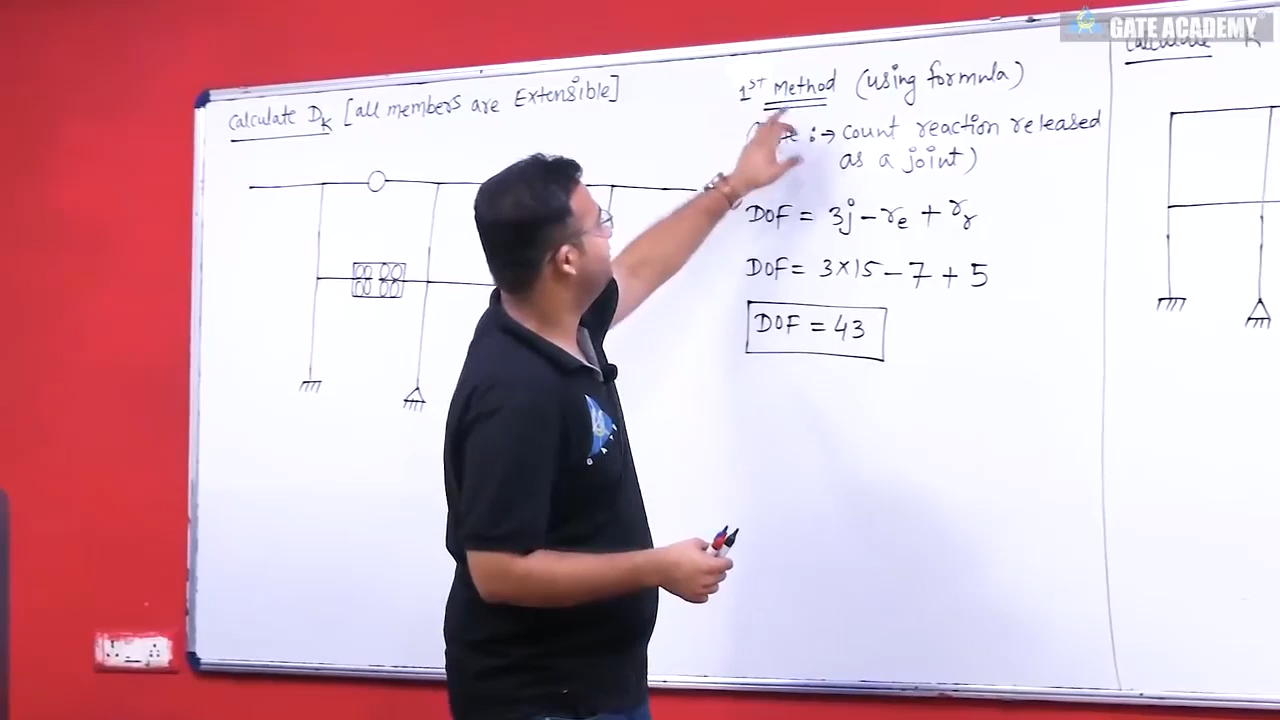 GATE ACADEMY
Calculate DK [all members are Extensible]
1ST Method (using formula)
:→ count reaction released
as a joint)
DOF = 3j - re + rr
DOF = 3×15 - 7 + 5
DOF = 43
Calculate